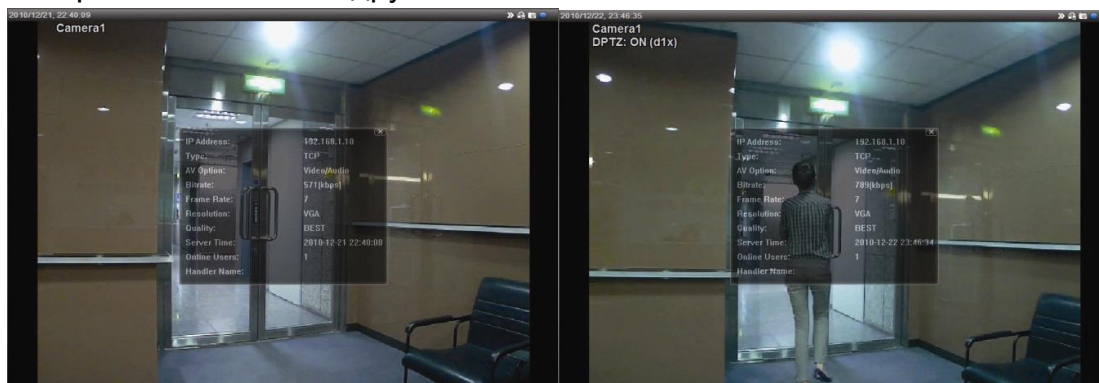 2010/12/21, 22:40:09
Camera1
IP Address: 192.168.1.10
Type: TCP
AV Option: Video/Audio
Bitrate: 571[kbps]
Frame Rate: 7
Resolution: VGA
Quality: BEST
Server Time: 2010-12-21 22:40:08
Online Users: 1
Handler Name:
2010/12/22, 23:46:35
Camera1
DPTZ: ON (d1x)
IP Address: 192.168.1.10
Type: TCP
AV Option: Video/Audio
Bitrate: 789[kbps]
Frame Rate: 7
Resolution: VGA
Quality: BEST
Server Time: 2010-12-22 23:46:34
Online Users: 1
Handler Name: